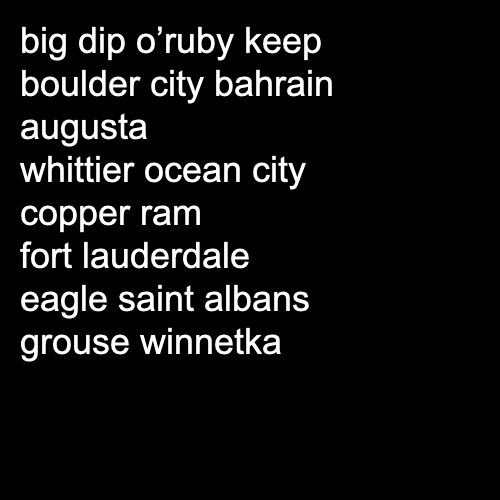 big dip o’ruby keep
boulder city bahrain
augusta
whittier ocean city
copper ram
fort lauderdale
eagle saint albans
grouse winnetka